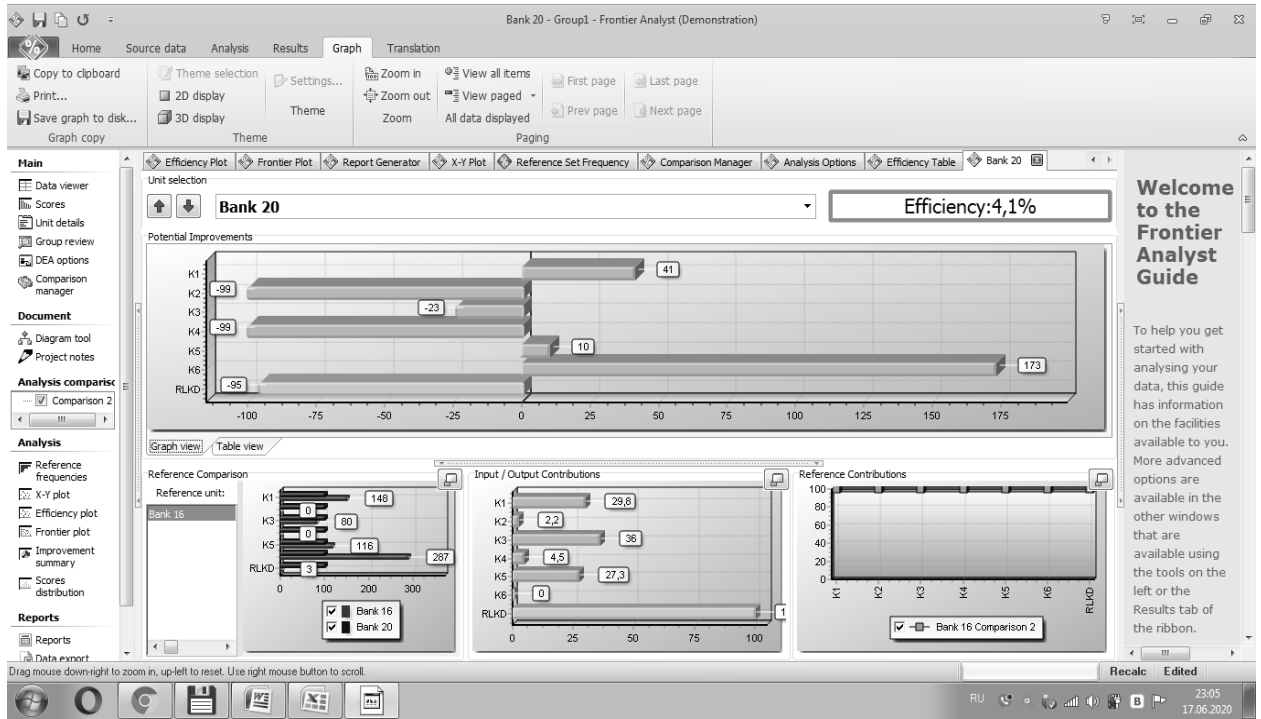 Bank 20 - Group1 - Frontier Analyst (Demonstration)
Home Source data Analysis Results Graph Translation
Copy to clipboard
Print...
Save graph to disk...
Graph copy
Theme selection
2D display
3D display
Settings...
Theme
Theme
Zoom in
Zoom out
Zoom
View all items
View paged
All data displayed
First page Last page
Prev page Next page
Paging
Main
Data viewer
Scores
Unit details
Group review
DEA options
Comparison
manager
Document
Diagram tool
Project notes
Analysis comparisc
Comparison 2
Analysis
Reference
frequencies
X-Y plot
Efficiency plot
Frontier plot
Improvement
summary
Scores
distribution
Reports
Reports
Data export
Efficiency Plot Frontier Plot Report Generator X-Y Plot Reference Set Frequency Comparison Manager Analysis Options Efficiency Table Bank 20
Unit selection
Bank 20
Efficiency:4,1%
Potential Improvements
K1 41
K2 -99
K3 -23
K4 -99
K5 10
K6 173
RLKD -95
-100 -75 -50 -25 0 25 50 75 100 125 150 175
Graph view Table view
Reference Comparison
Reference unit:
Bank 16
K1 148
0
K3 80
0
K5 116
287
RLKD 3
0 100 200 300
Bank 16
Bank 20
Input / Output Contributions
K1 29,8
K2 2,2
K3 36
K4 4,5
K5 27,3
K6 0
RLKD 1
0 25 50 75 100
Reference Contributions
100
80
60
40
20
0
K1 K2 K3 K4 K5 K6 RLKD
Bank 16 Comparison 2
Welcome
to the
Frontier
Analyst
Guide
To help you get
started with
analysing your
data, this guide
has information
on the facilities
available to you.
More advanced
options are
available in the
other windows
that are
available using
the tools on the
left or the
Results tab of
the ribbon.
Drag mouse down-right to zoom in, up-left to reset. Use right mouse button to scroll.
Recalc Edited
RU
23:05
17.06.2020